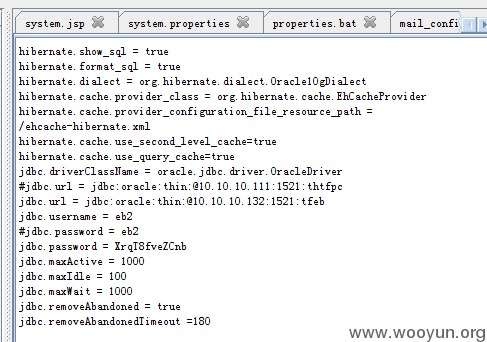 system.jsp system.properties properties.bat mail_confi
hibernate.show_sql = true
hibernate.format_sql = true
hibernate.dialect = org.hibernate.dialect.Oracle10gDialect
hibernate.cache.provider_class = org.hibernate.cache.EhCacheProvider
hibernate.cache.provider_configuration_file_resource_path =
/ehcache-hibernate.xml
hibernate.cache.use_second_level_cache=true
hibernate.cache.use_query_cache=true
jdbc.driverClassName = oracle.jdbc.driver.OracleDriver
#jdbc.url = jdbc:oracle:thin:@10.10.10.111:1521:thtfpc
jdbc.url = jdbc:oracle:thin:@10.10.10.132:1521:tfeb
jdbc.username = eb2
#jdbc.password = eb2
jdbc.password = XrqT8fveZCnb
jdbc.maxActive = 1000
jdbc.maxIdle = 100
jdbc.maxWait = 1000
jdbc.removeAbandoned = true
jdbc.removeAbandonedTimeout =180
www.wooyun.org